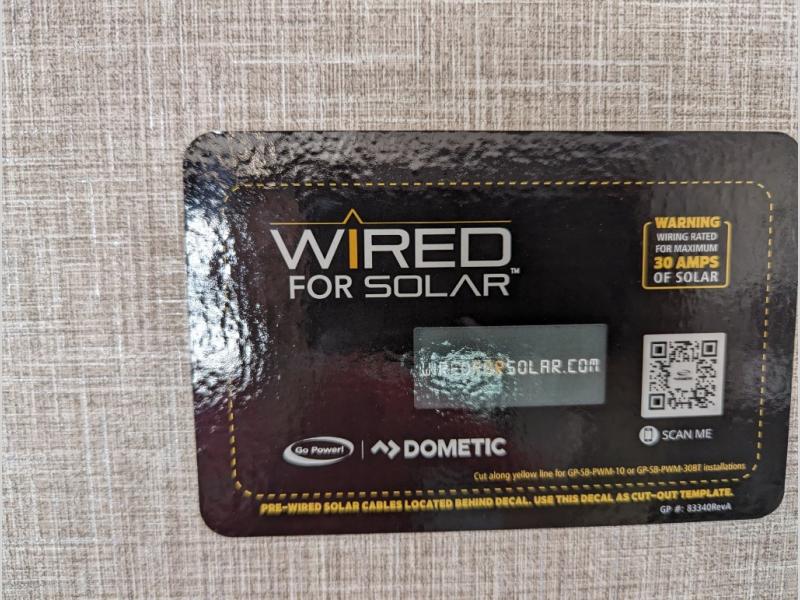 WIRED
FOR SOLAR™
WARNING
WIRING RATED
FOR MAXIMUM
30 AMPS
OF SOLAR
WIREDFORSOLAR.COM
SCAN ME
Go Power! | DOMETIC
Cut along yellow line for GP-SB-PWM-10 or GP-SB-PWM-30BT installations
PRE-WIRED SOLAR CABLES LOCATED BEHIND DECAL. USE THIS DECAL AS CUT-OUT TEMPLATE.
GP #: 83340RevA